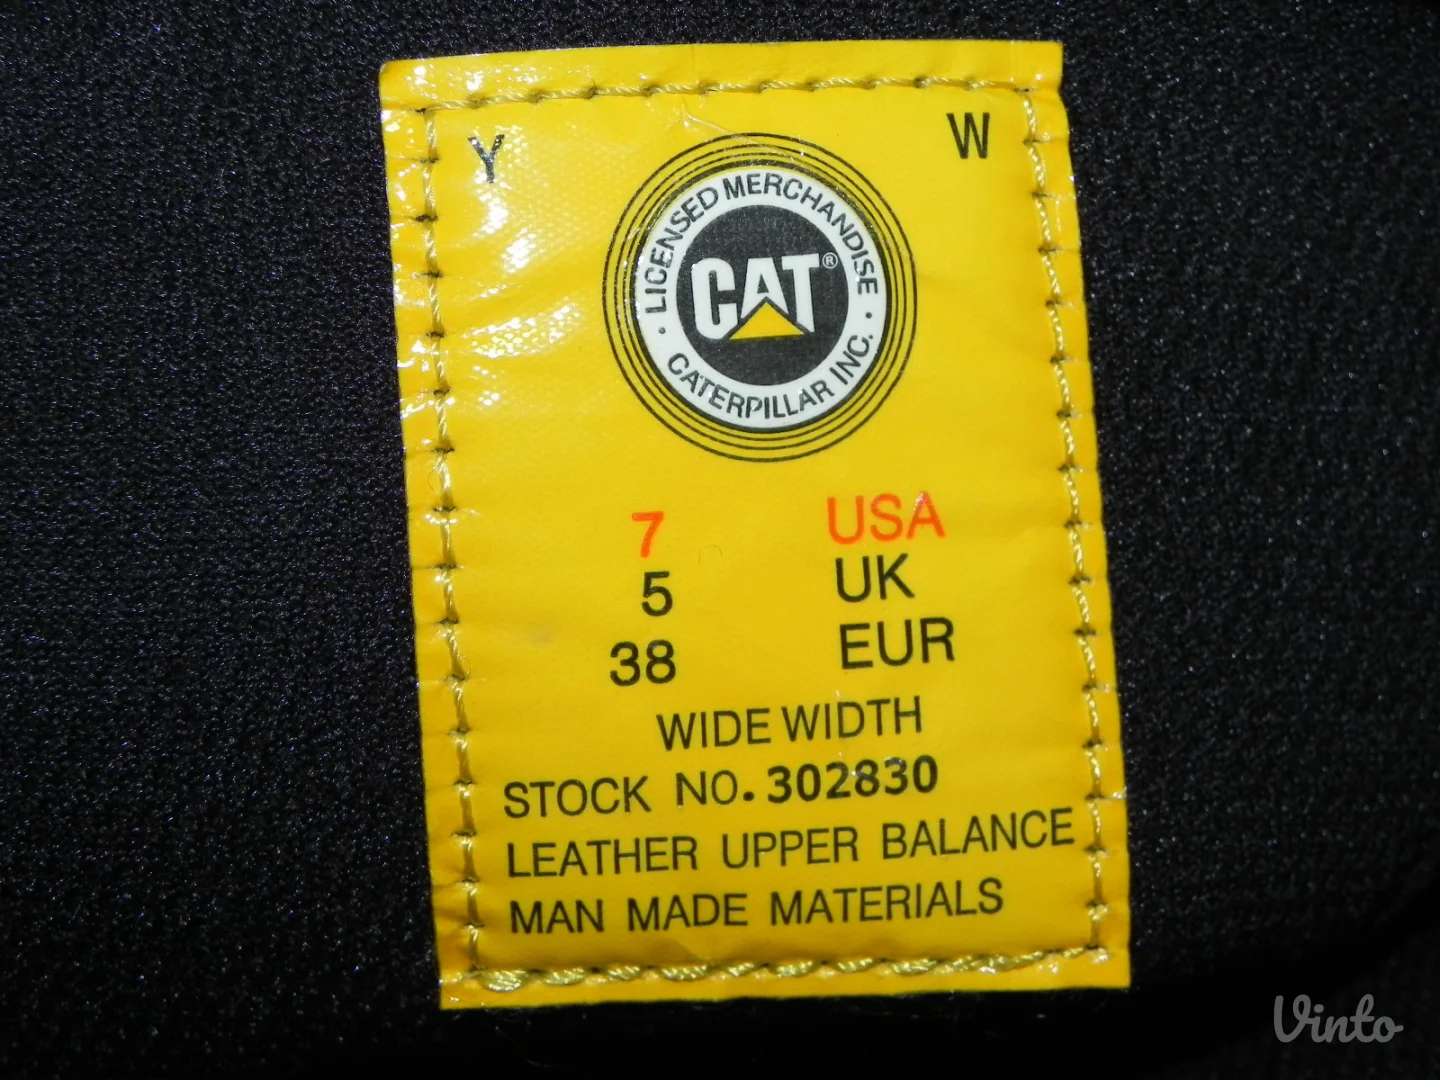 Y W
LICENSED MERCHANDISE
CAT®
· CATERPILLAR INC. ·
7 USA
5 UK
38 EUR
WIDE WIDTH
STOCK NO. 302830
LEATHER UPPER BALANCE
MAN MADE MATERIALS
Vinto